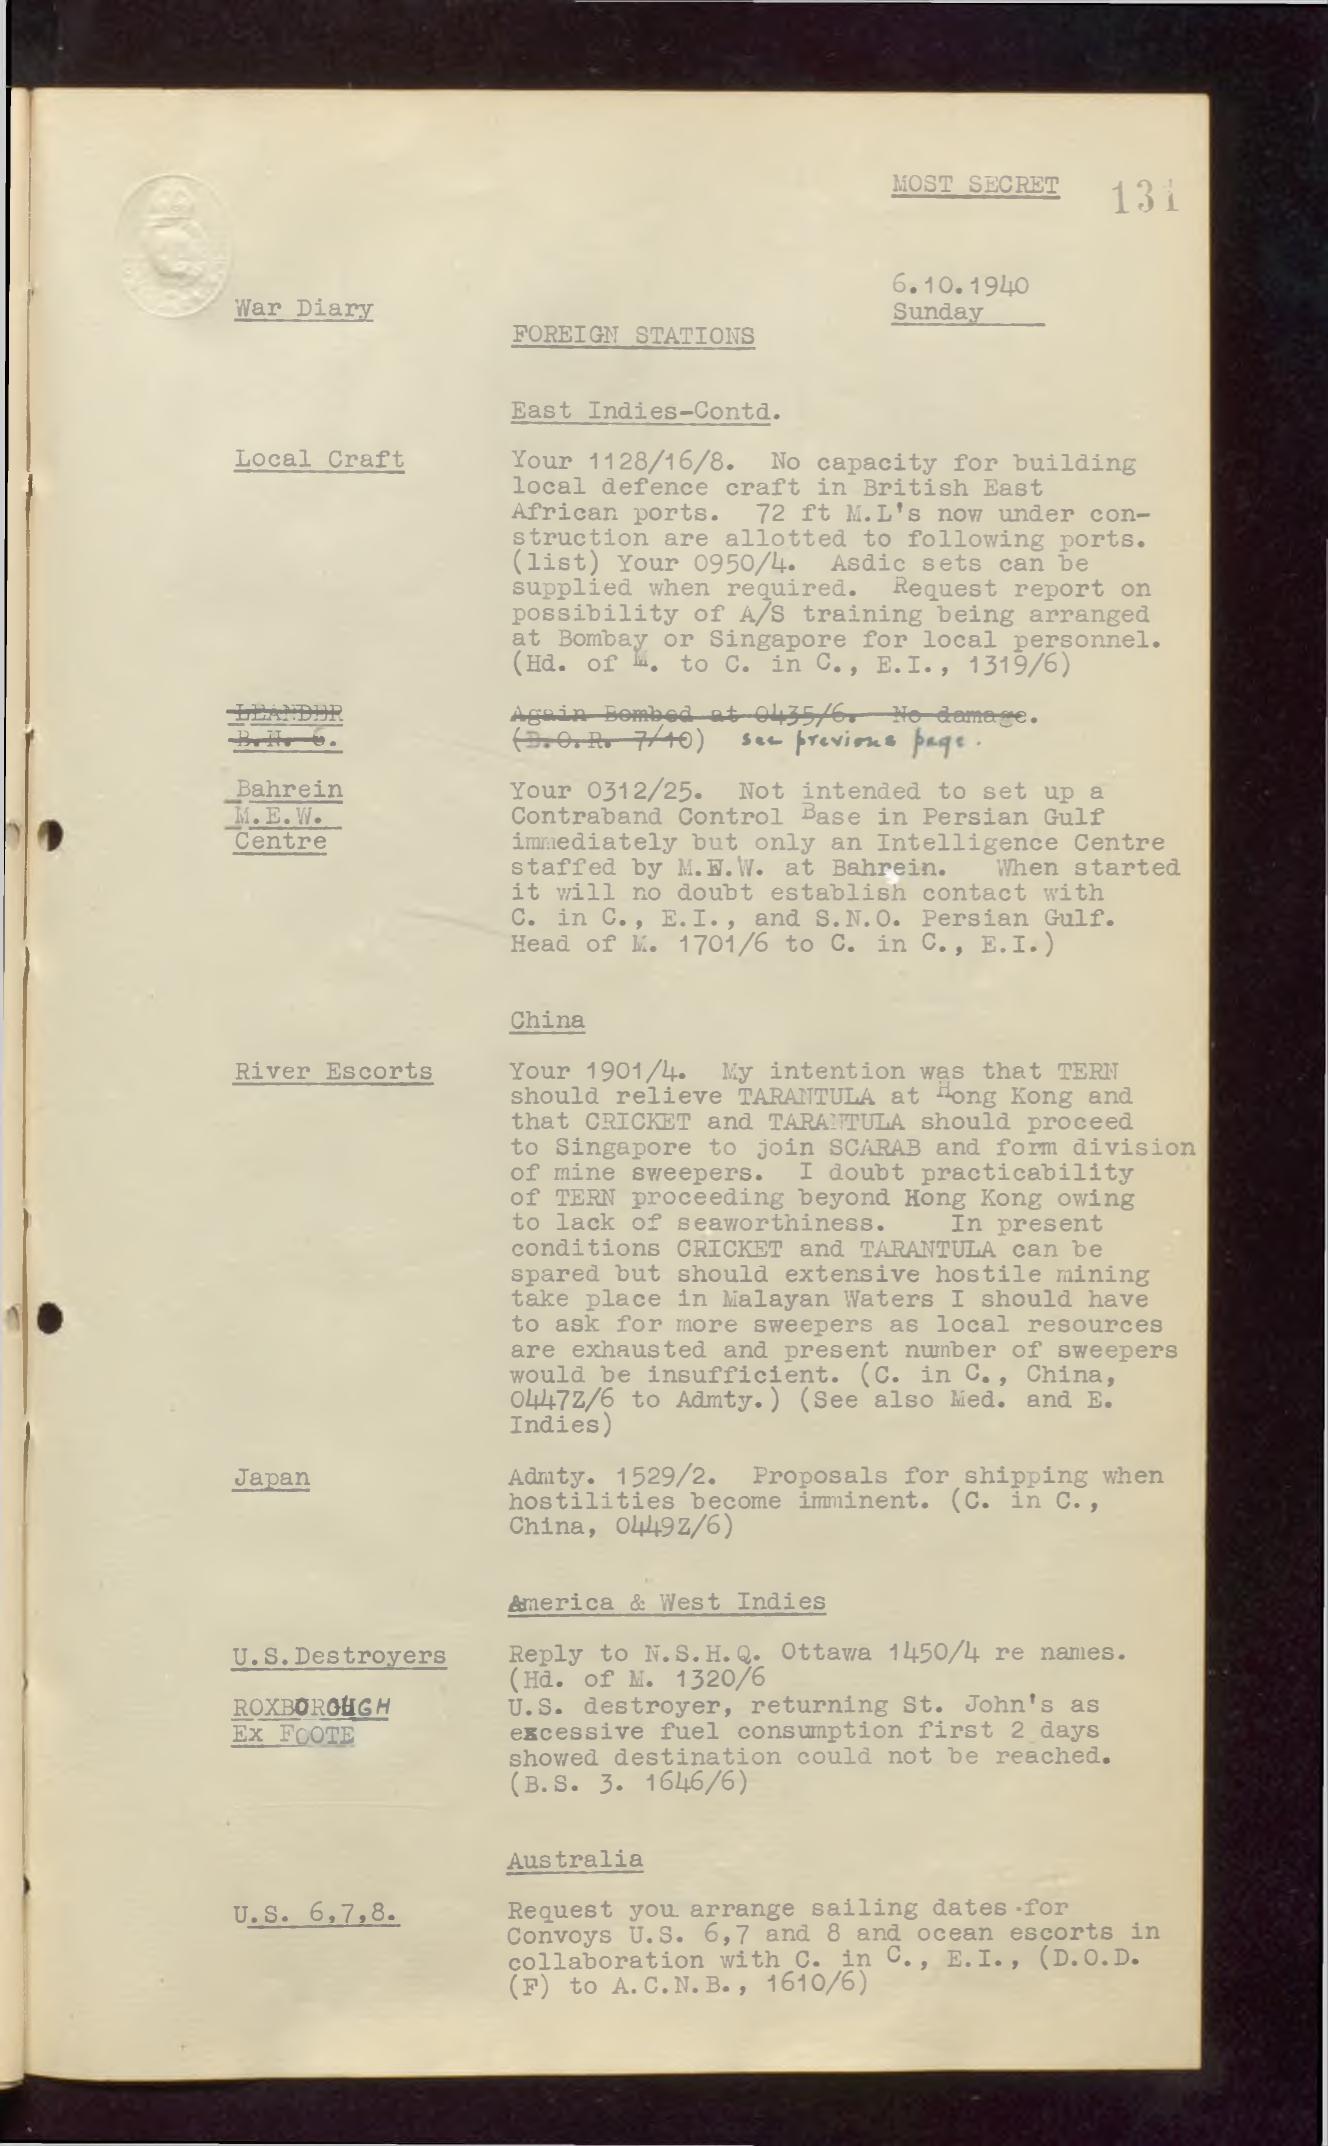 MOST SECRET
131
6.10.1940
Sunday
War Diary
FOREIGN STATIONS
East Indies-Contd.
Local Craft
Your 1128/16/8. No capacity for building
local defence craft in British East
African ports. 72 ft M.L's now under con-
struction are allotted to following ports.
(list) Your 0950/4. Asdic sets can be
supplied when required. Request report on
possibility of A/S training being arranged
at Bombay or Singapore for local personnel.
(Hd. of M. to C. in C., E.I., 1319/6)
LEANDER
B.N. 6.
Again Bombed at 0435/6. No damage.
(D.O.R. 7/10) see previous page.
Bahrein
M.E.W.
Centre
Your 0312/25. Not intended to set up a
Contraband Control Base in Persian Gulf
immediately but only an Intelligence Centre
staffed by M.E.W. at Bahrein. When started
it will no doubt establish contact with
C. in C., E.I., and S.N.O. Persian Gulf.
Head of M. 1701/6 to C. in C., E.I.)
China
River Escorts
Your 1901/4. My intention was that TERN
should relieve TARANTULA at Hong Kong and
that CRICKET and TARANTULA should proceed
to Singapore to join SCARAB and form division
of mine sweepers. I doubt practicability
of TERN proceeding beyond Hong Kong owing
to lack of seaworthiness. In present
conditions CRICKET and TARANTULA can be
spared but should extensive hostile mining
take place in Malayan Waters I should have
to ask for more sweepers as local resources
are exhausted and present number of sweepers
would be insufficient. (C. in C., China,
0447Z/6 to Admty.) (See also Med. and E.
Indies)
Japan
Admty. 1529/2. Proposals for shipping when
hostilities become imminent. (C. in C.,
China, 0449Z/6)
America & West Indies
U.S.Destroyers
Reply to N.S.H.Q. Ottawa 1450/4 re names.
(Hd. of M. 1320/6
ROXBOROUGH
Ex FOOTE
U.S. destroyer, returning St. John's as
excessive fuel consumption first 2 days
showed destination could not be reached.
(B.S. 3. 1646/6)
Australia
U.S. 6,7,8.
Request you arrange sailing dates for
Convoys U.S. 6,7 and 8 and ocean escorts in
collaboration with C. in C., E.I., (D.O.D.
(F) to A.C.N.B., 1610/6)